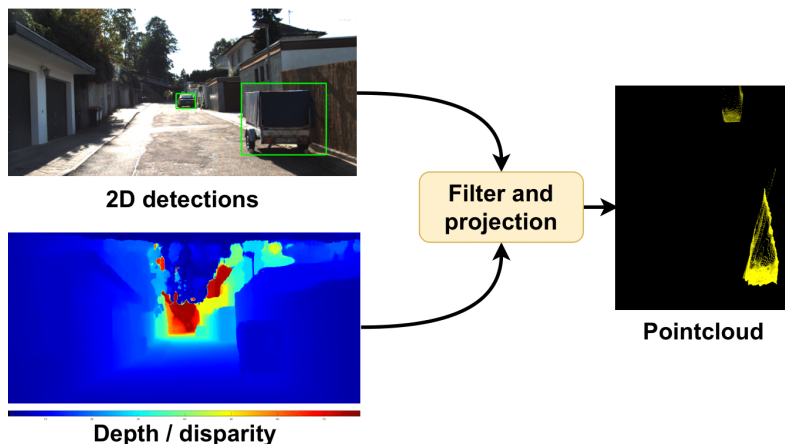 2D detections
Filter and
projection
Pointcloud
Depth / disparity